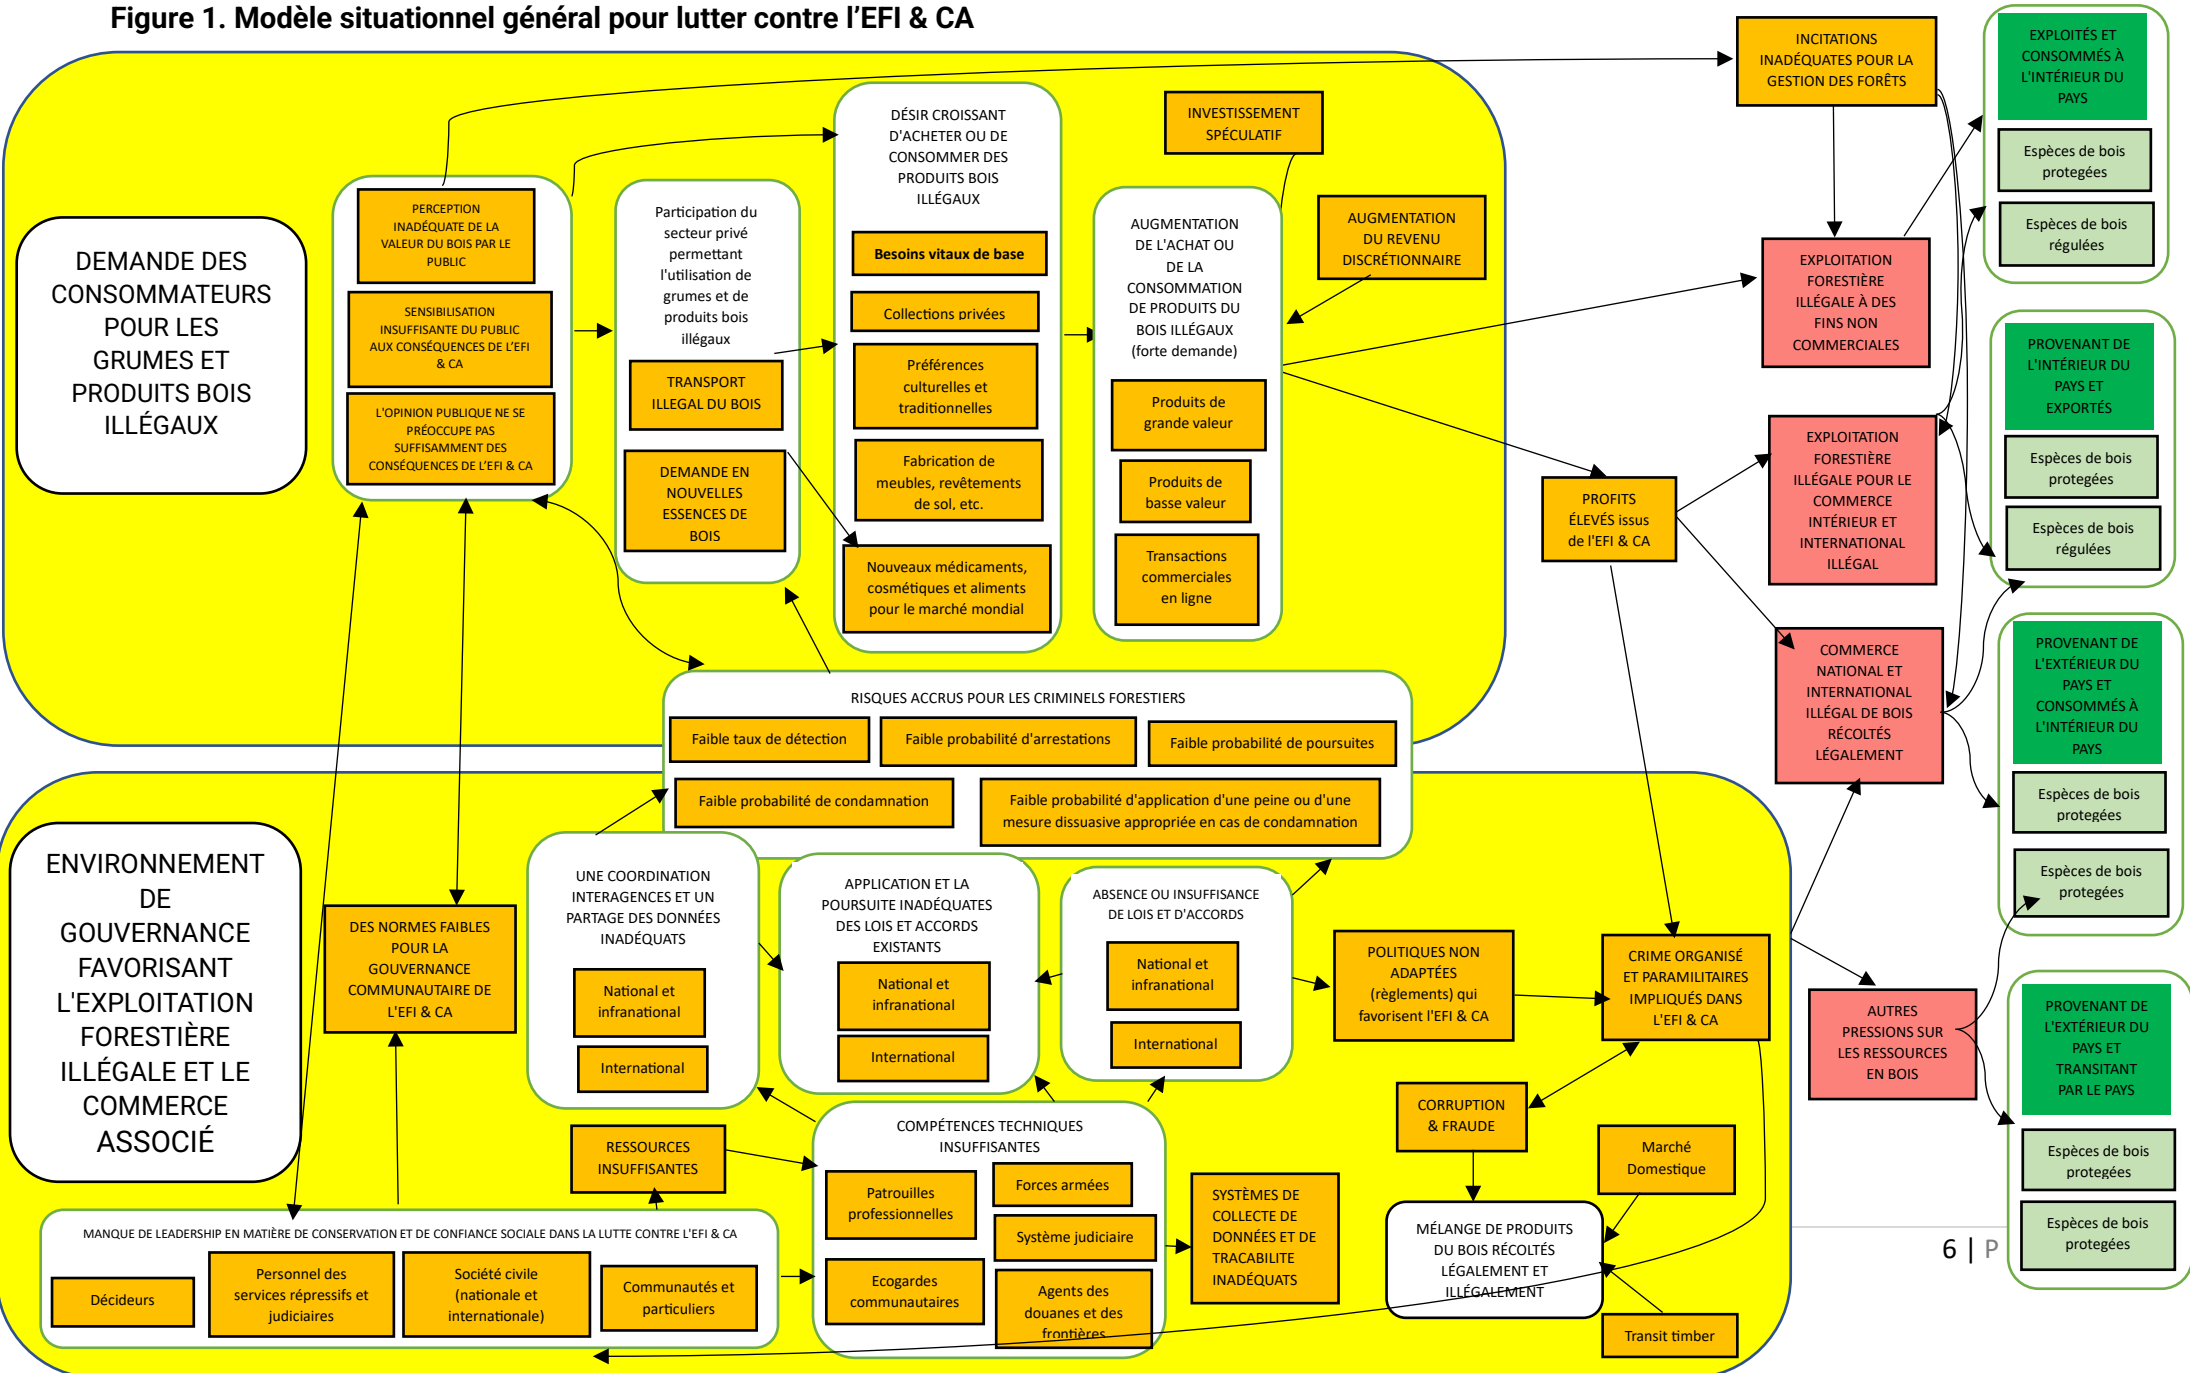 Figure 1. Modèle situationnel général pour lutter contre l'EFI & CA
DEMANDE DES
CONSOMMATEURS
POUR LES
GRUMES ET
PRODUITS BOIS
ILLÉGAUX
PERCEPTION
INADÉQUATE DE LA
VALEUR DU BOIS PAR LE
PUBLIC
SENSIBILISATION
INSUFFISANTE DU PUBLIC
AUX CONSÉQUENCES DE L'EFI
& CA
L'OPINION PUBLIQUE NE SE
PRÉOCCUPE PAS
SUFFISAMMENT DES
CONSÉQUENCES DE L'EFI & CA
Participation du
secteur privé
permettant
l'utilisation de
grumes et de
produits bois
illégaux
TRANSPORT
ILLEGAL DU BOIS
DEMANDE EN
NOUVELLES
ESSENCES DE
BOIS
DÉSIR CROISSANT
D'ACHETER OU DE
CONSOMMER DES
PRODUITS BOIS
ILLÉGAUX
Besoins vitaux de base
Collections privées
Préférences
culturelles et
traditionnelles
Fabrication de
meubles, revêtements
de sol, etc.
Nouveaux médicaments,
cosmétiques et aliments
pour le marché mondial
INVESTISSEMENT
SPÉCULATIF
AUGMENTATION
DE L'ACHAT OU
DE LA
CONSOMMATION
DE PRODUITS DU
BOIS ILLÉGAUX
(forte demande)
Produits de
grande valeur
Produits de
basse valeur
Transactions
commerciales
en ligne
AUGMENTATION
DU REVENU
DISCRÉTIONNAIRE
PROFITS
ÉLEVÉS issus
de l'EFI & CA
INCITATIONS
INADÉQUATES POUR LA
GESTION DES FORÊTS
EXPLOITATION
FORESTIÈRE
ILLÉGALE À DES
FINS NON
COMMERCIALES
EXPLOITATION
FORESTIÈRE
ILLÉGALE POUR LE
COMMERCE
INTÉRIEUR ET
INTERNATIONAL
ILLÉGAL
COMMERCE
NATIONAL ET
INTERNATIONAL
ILLÉGAL DE BOIS
RÉCOLTÉS
LÉGALEMENT
AUTRES
PRESSIONS SUR
LES RESSOURCES
EN BOIS
EXPLOITÉS ET
CONSOMMÉS À
L'INTÉRIEUR DU
PAYS
Espèces de bois
protegées
Espèces de bois
régulées
PROVENANT DE
L'INTÉRIEUR DU
PAYS ET
EXPORTÉS
Espèces de bois
protegées
Espèces de bois
régulées
PROVENANT DE
L'EXTÉRIEUR DU
PAYS ET
CONSOMMÉS À
L'INTÉRIEUR DU
PAYS
Espèces de bois
protegées
Espèces de bois
protegées
PROVENANT DE
L'EXTÉRIEUR DU
PAYS ET
TRANSITANT
PAR LE PAYS
Espèces de bois
protegées
Espèces de bois
protegées
RISQUES ACCRUS POUR LES CRIMINELS FORESTIERS
Faible taux de détection
Faible probabilité d'arrestations
Faible probabilité de poursuites
Faible probabilité de condamnation
Faible probabilité d'application d'une peine ou d'une
mesure dissuasive appropriée en cas de condamnation
ENVIRONNEMENT
DE
GOUVERNANCE
FAVORISANT
L'EXPLOITATION
FORESTIÈRE
ILLÉGALE ET LE
COMMERCE
ASSOCIÉ
DES NORMES FAIBLES
POUR LA
GOUVERNANCE
COMMUNAUTAIRE DE
L'EFI & CA
UNE COORDINATION
INTERAGENCES ET UN
PARTAGE DES DONNÉES
INADÉQUATS
National et
infranational
International
APPLICATION ET LA
POURSUITE INADÉQUATES
DES LOIS ET ACCORDS
EXISTANTS
National et
infranational
International
ABSENCE OU INSUFFISANCE
DE LOIS ET D'ACCORDS
National et
infranational
International
POLITIQUES NON
ADAPTÉES
(règlements) qui
favorisent l'EFI & CA
CRIME ORGANISÉ
ET PARAMILITAIRES
IMPLIQUÉS DANS
L'EFI & CA
CORRUPTION
& FRAUDE
Marché
Domestique
MÉLANGE DE PRODUITS
DU BOIS RÉCOLTÉS
LÉGALEMENT ET
ILLÉGALEMENT
Transit timber
RESSOURCES
INSUFFISANTES
COMPÉTENCES TECHNIQUES
INSUFFISANTES
Patrouilles
professionnelles
Forces armées
Système judiciaire
Ecogardes
communautaires
Agents des
douanes et des
frontières
SYSTÈMES DE
COLLECTE DE
DONNÉES ET DE
TRACABILITE
INADÉQUATS
MANQUE DE LEADERSHIP EN MATIÈRE DE CONSERVATION ET DE CONFIANCE SOCIALE DANS LA LUTTE CONTRE L'EFI & CA
Décideurs
Personnel des
services répressifs et
judiciaires
Société civile
(nationale et
internationale)
Communautés et
particuliers
6 | P